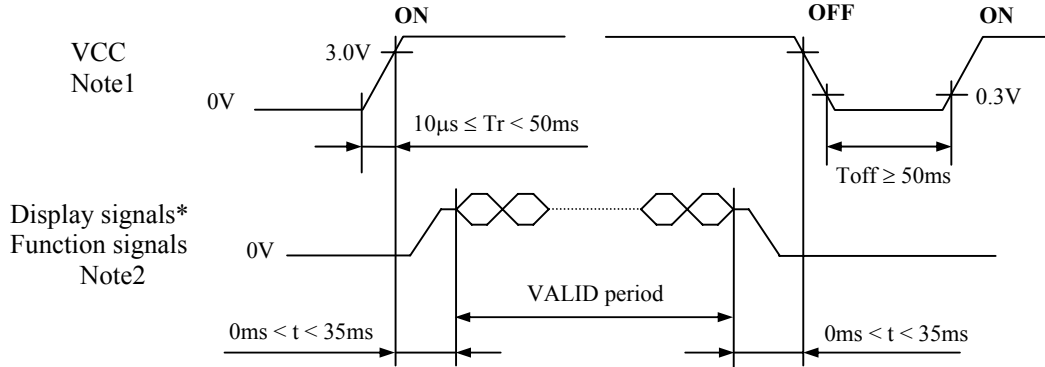 ON
OFF
ON
VCC
Note1
3.0V
0V
0.3V
10μs ≤ Tr < 50ms
Toff ≥ 50ms
Display signals*
Function signals
Note2
0V
VALID period
0ms < t < 35ms
0ms < t < 35ms